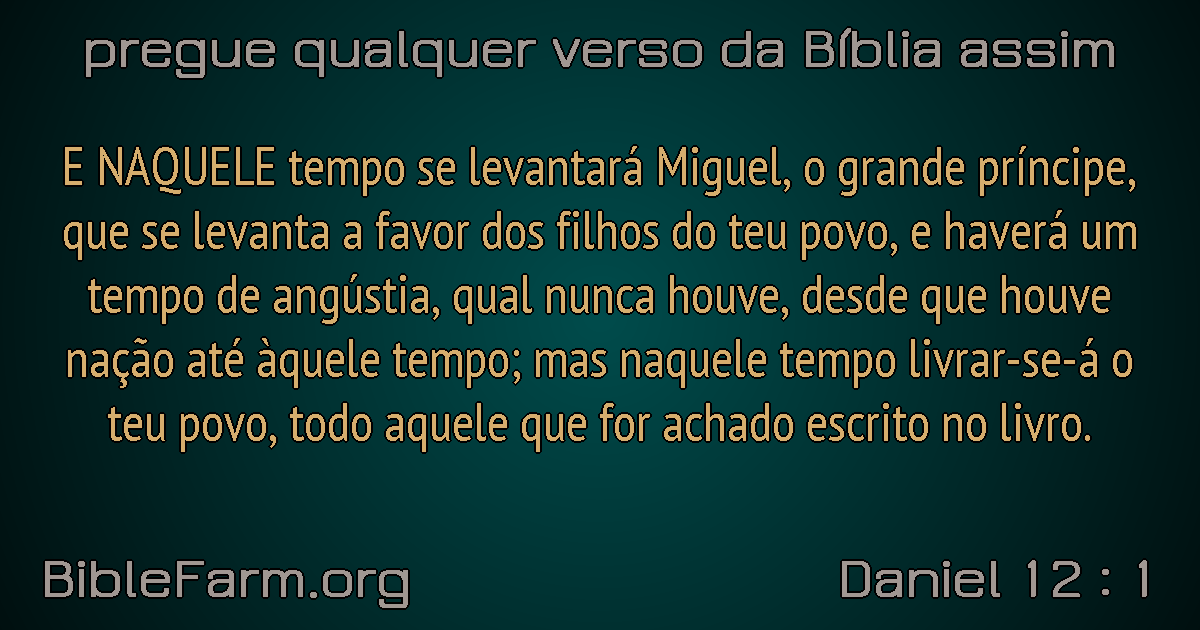 pregue qualquer verso da Bíblia assim
E NAQUELE tempo se levantará Miguel, o grande príncipe,
que se levanta a favor dos filhos do teu povo, e haverá um
tempo de angústia, qual nunca houve, desde que houve
nação até àquele tempo; mas naquele tempo livrar-se-á o
teu povo, todo aquele que for achado escrito no livro.
BibleFarm.org
Daniel 12 : 1